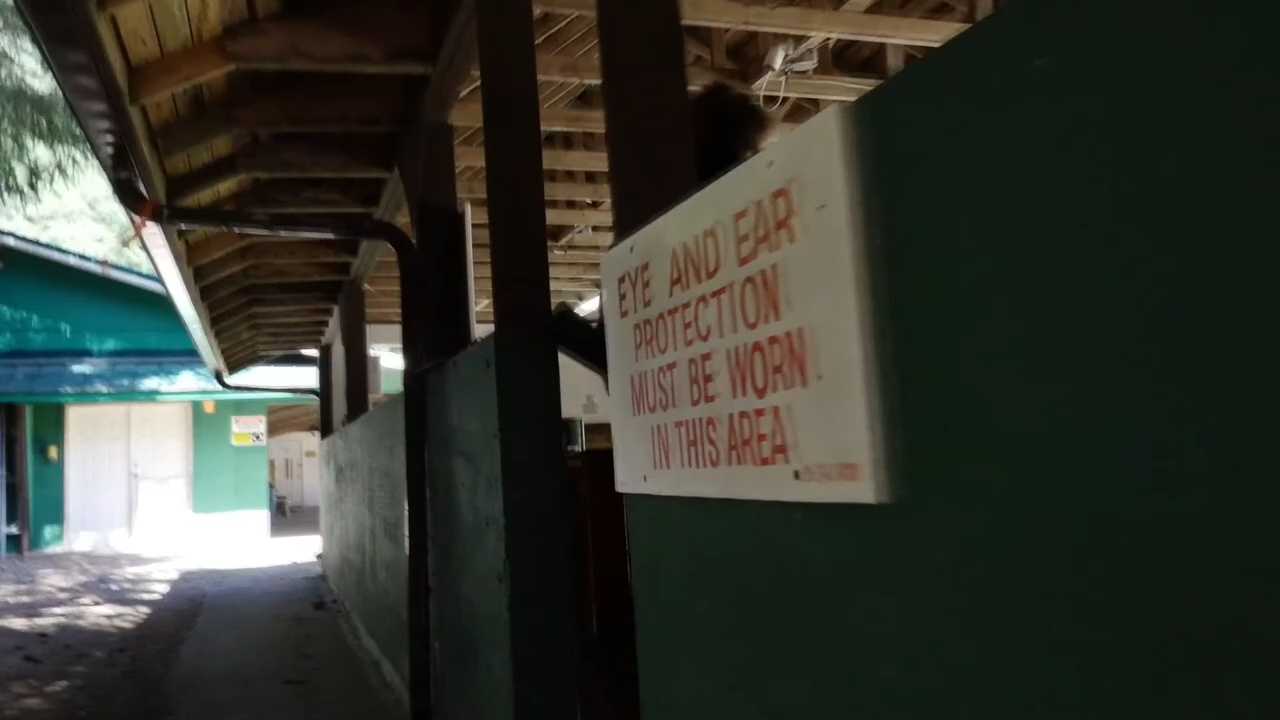 EYE AND EAR
PROTECTION
MUST BE WORN
IN THIS AREA